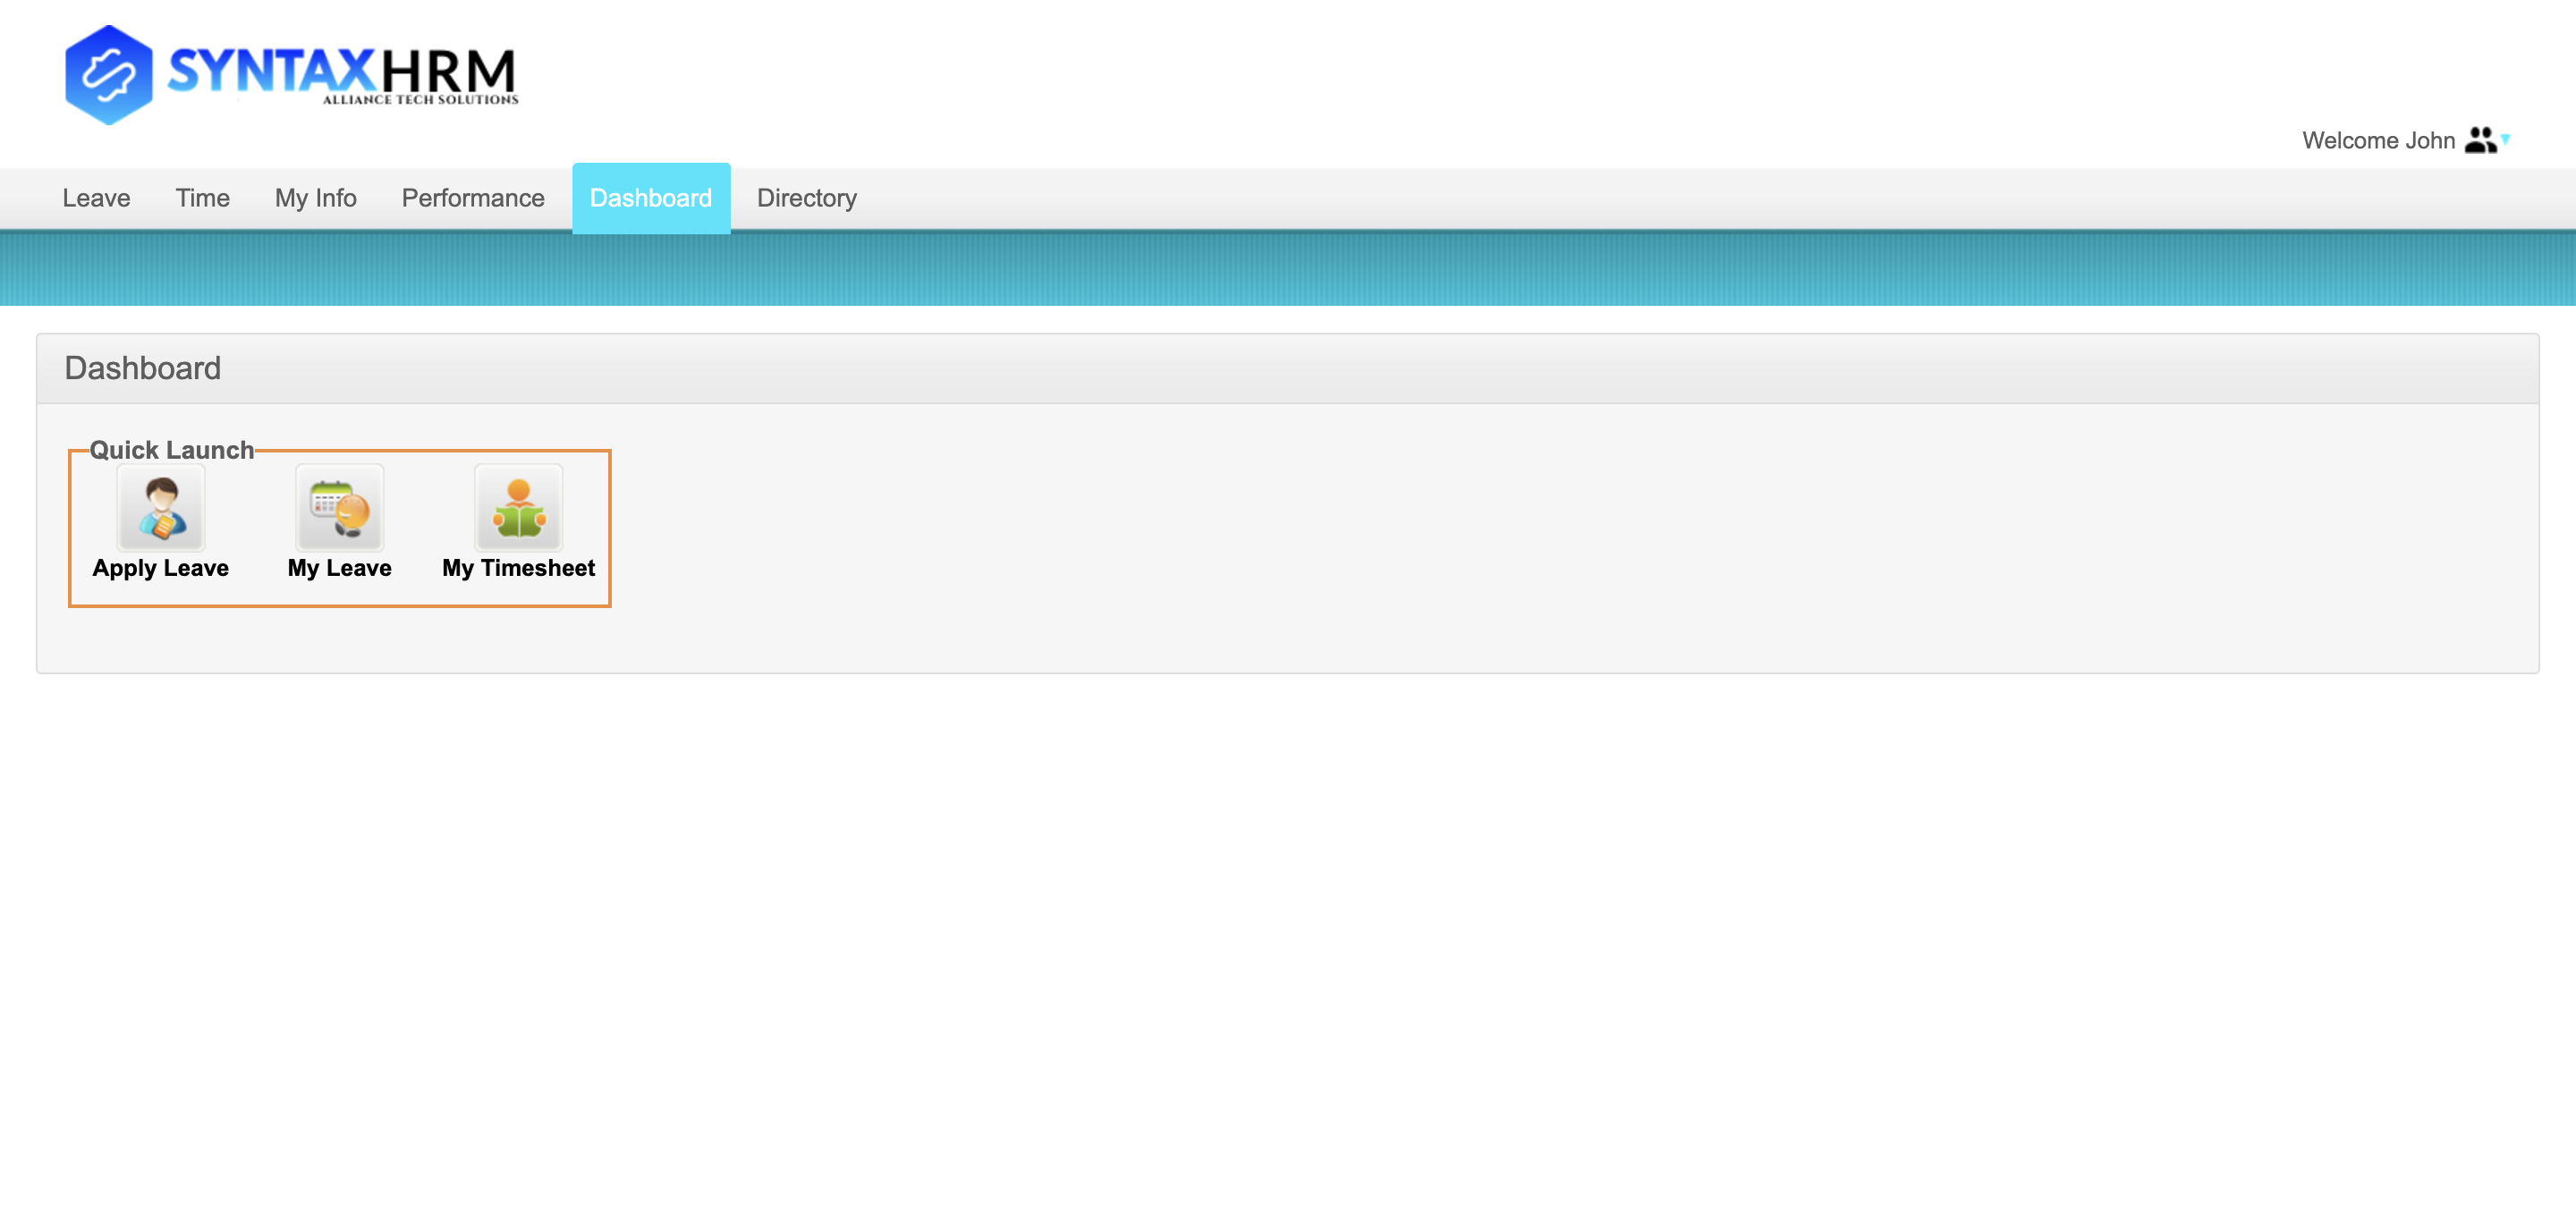 SYNTAXHRM
ALLIANCE TECH SOLUTIONS
Welcome John
Leave Time My Info Performance Dashboard Directory
Dashboard
Quick Launch
Apply Leave My Leave My Timesheet